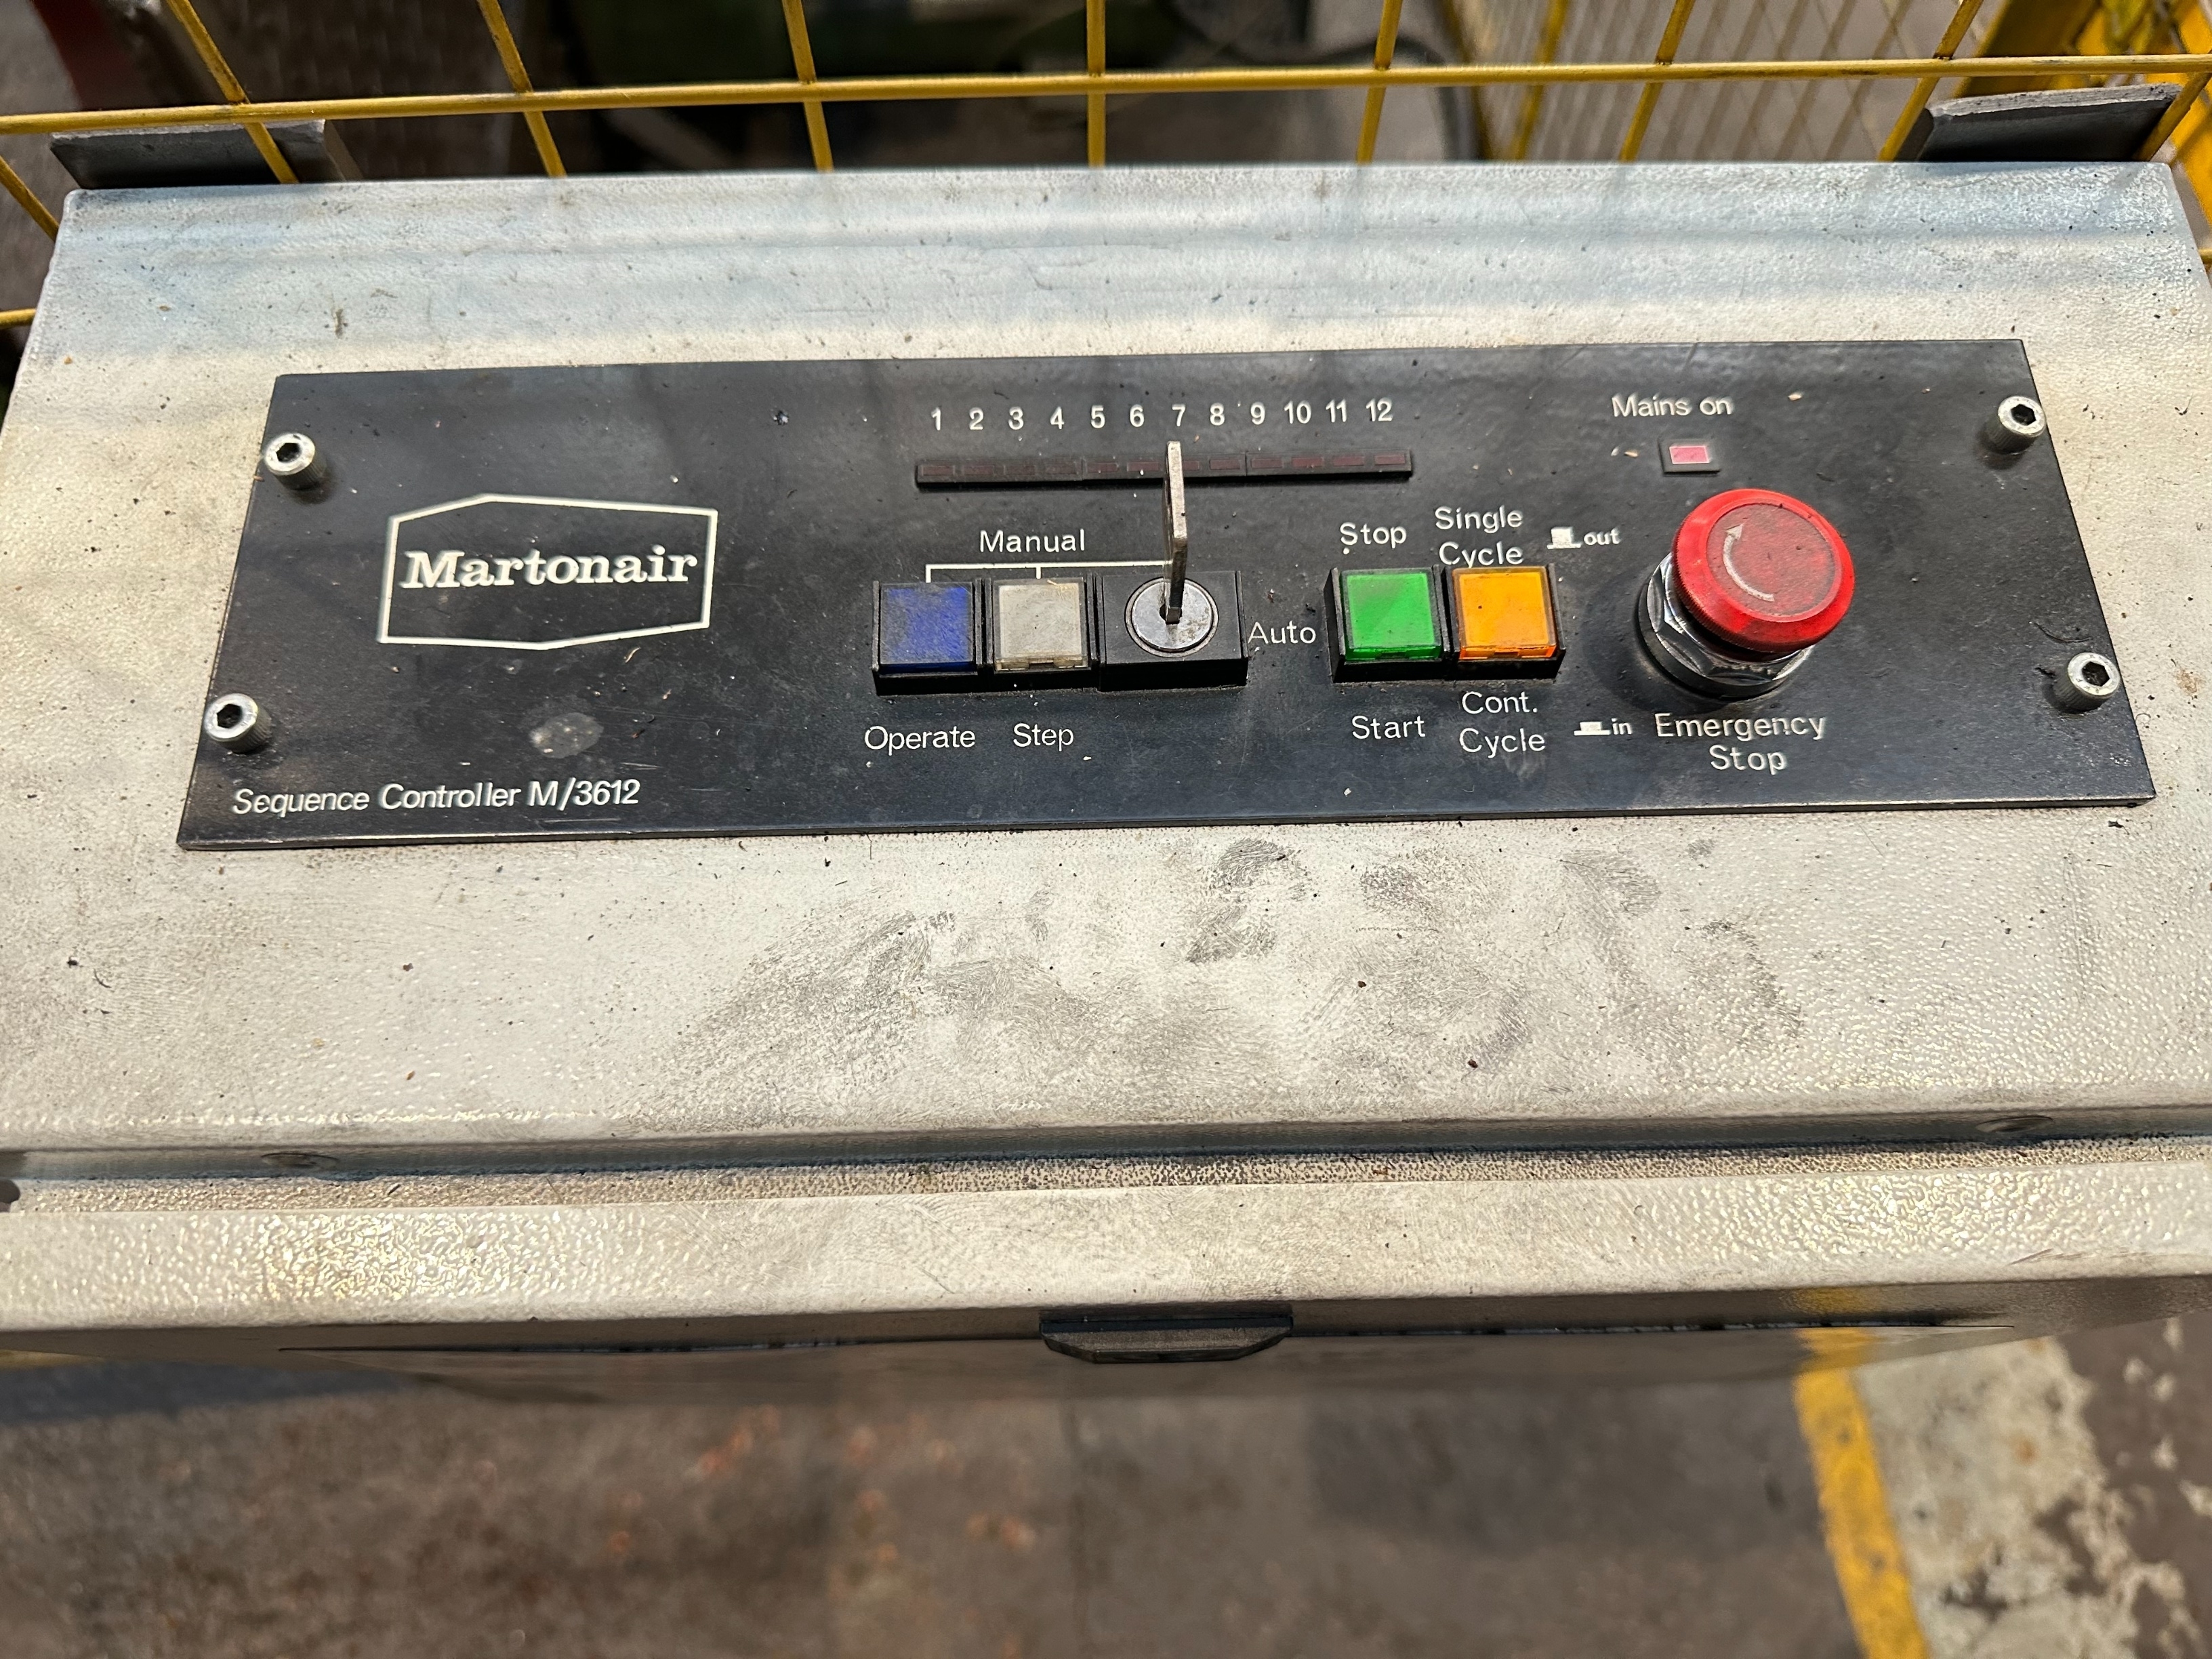 1 2 3 4 5 6 7 8 9 10 11 12
Mains on
Martonair
Manual
Stop
Single
Cycle
out
Auto
Operate
Step
Start
Cont.
Cycle
in
Emergency
Stop
Sequence Controller M/3612